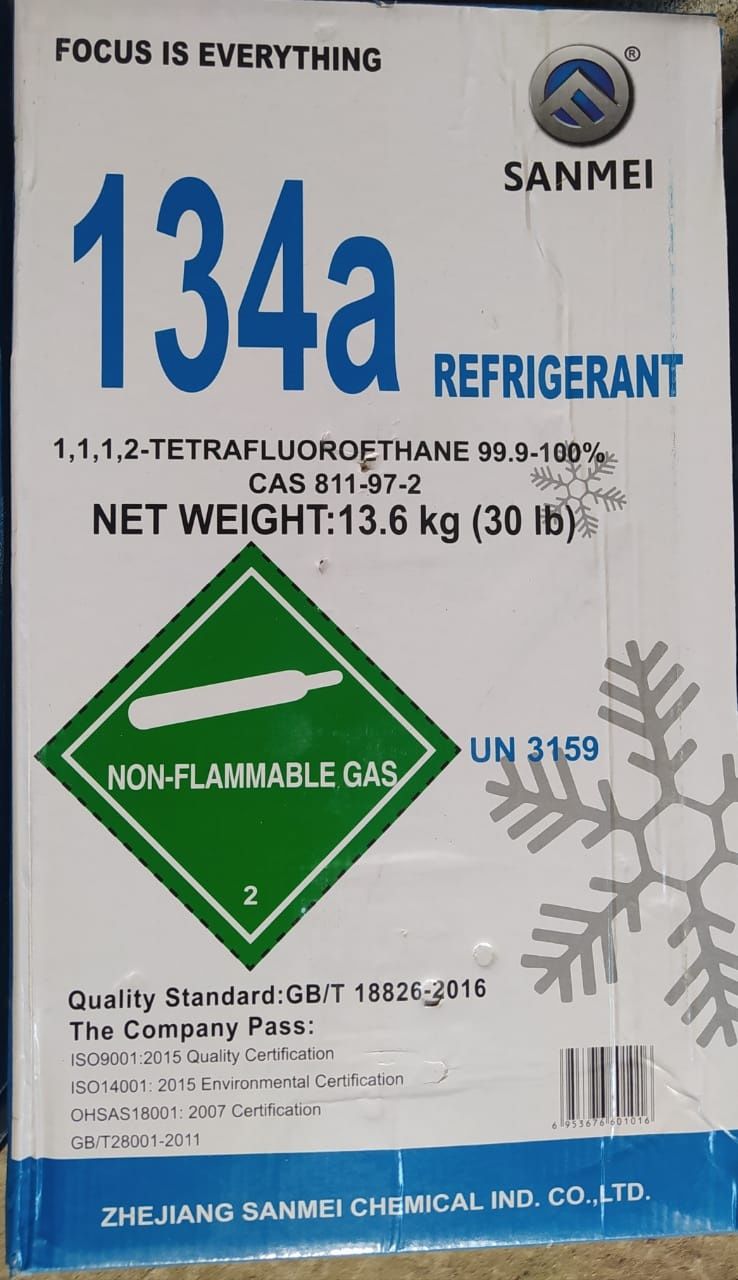 FOCUS IS EVERYTHING
®
SANMEI
134a REFRIGERANT
1,1,1,2-TETRAFLUOROETHANE 99.9-100%
CAS 811-97-2
NET WEIGHT:13.6 kg (30 lb)
NON-FLAMMABLE GAS
2
UN 3159
Quality Standard:GB/T 18826-2016
The Company Pass:
ISO9001:2015 Quality Certification
ISO14001: 2015 Environmental Certification
OHSAS18001: 2007 Certification
GB/T28001-2011
6 953676 601016
ZHEJIANG SANMEI CHEMICAL IND. CO.,LTD.